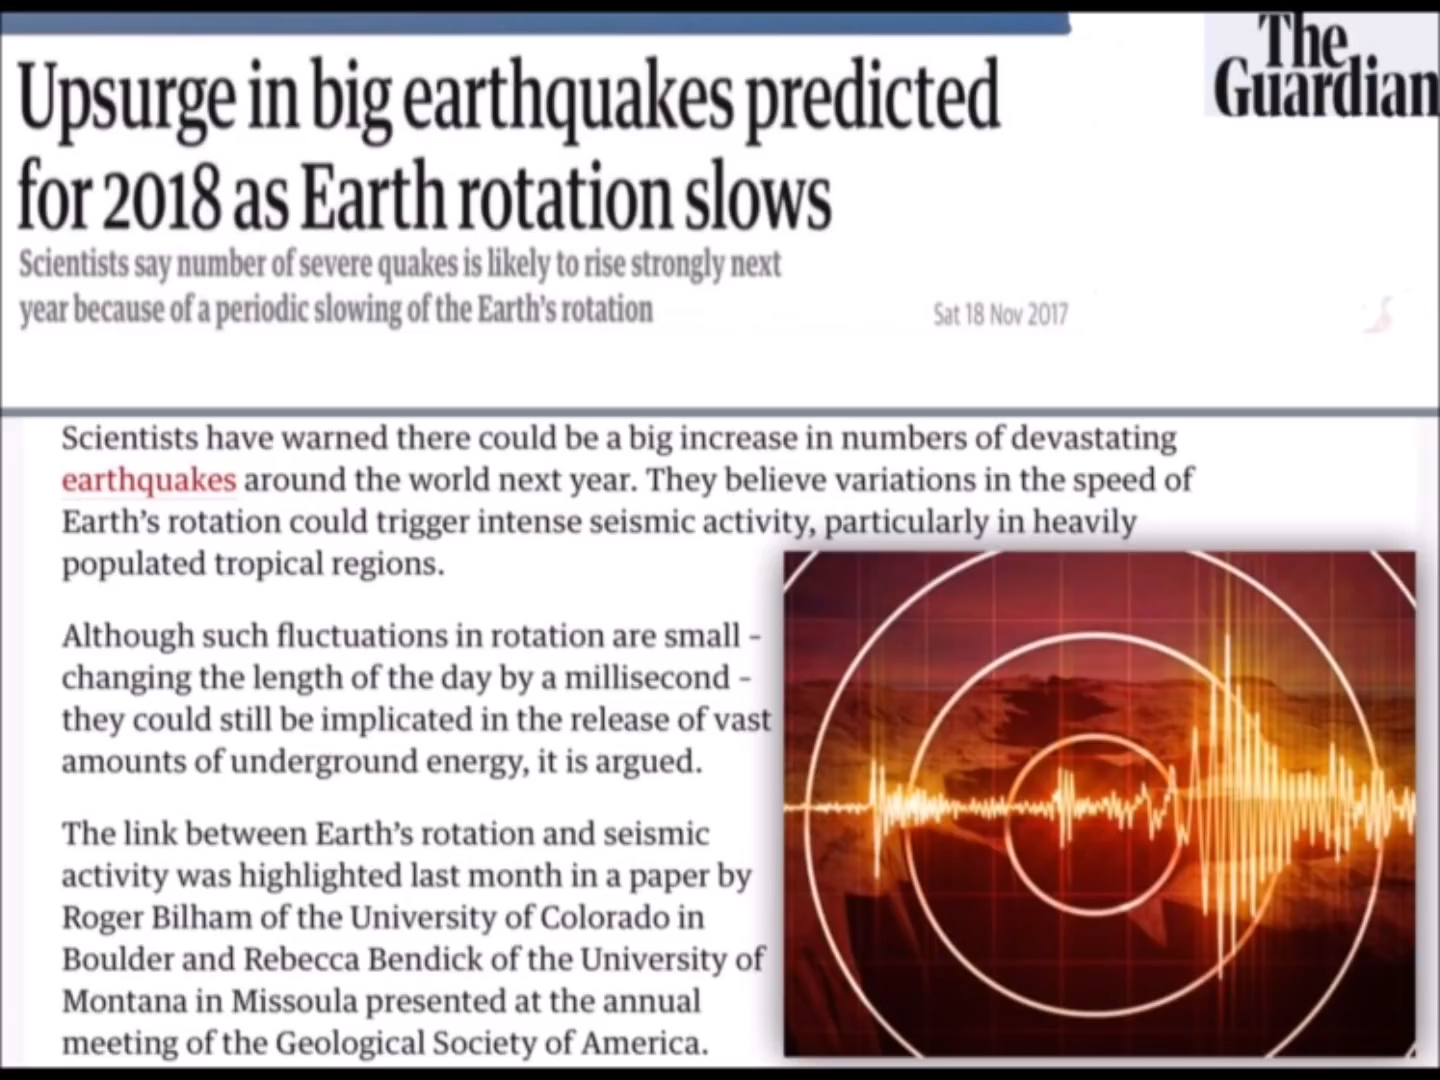 The
Guardian
Upsurge in big earthquakes predicted
for 2018 as Earth rotation slows
Scientists say number of severe quakes is likely to rise strongly next
year because of a periodic slowing of the Earth's rotation
Sat 18 Nov 2017
Scientists have warned there could be a big increase in numbers of devastating
earthquakes around the world next year. They believe variations in the speed of
Earth's rotation could trigger intense seismic activity, particularly in heavily
populated tropical regions.
Although such fluctuations in rotation are small –
changing the length of the day by a millisecond –
they could still be implicated in the release of vast
amounts of underground energy, it is argued.
The link between Earth's rotation and seismic
activity was highlighted last month in a paper by
Roger Bilham of the University of Colorado in
Boulder and Rebecca Bendick of the University of
Montana in Missoula presented at the annual
meeting of the Geological Society of America.